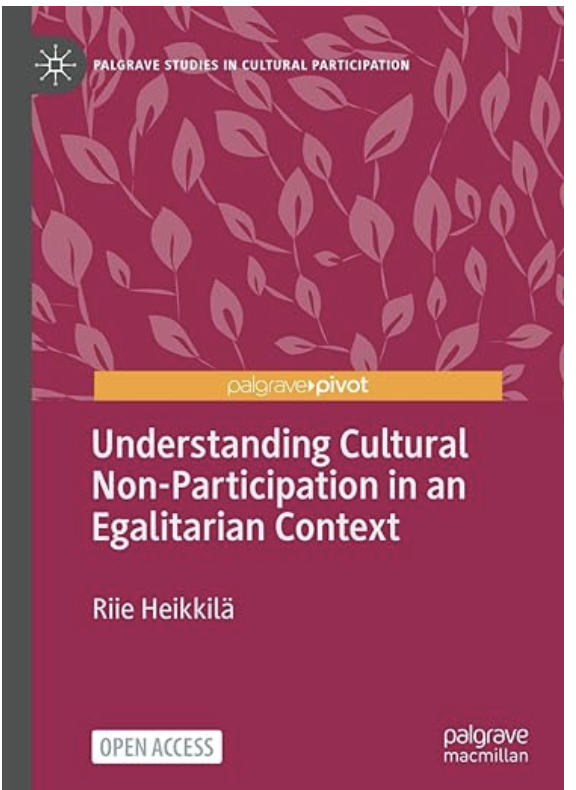 PALGRAVE STUDIES IN CULTURAL PARTICIPATION
palgrave pivot
Understanding Cultural
Non-Participation in an
Egalitarian Context
Riie Heikkilä
OPEN ACCESS
palgrave
macmillan